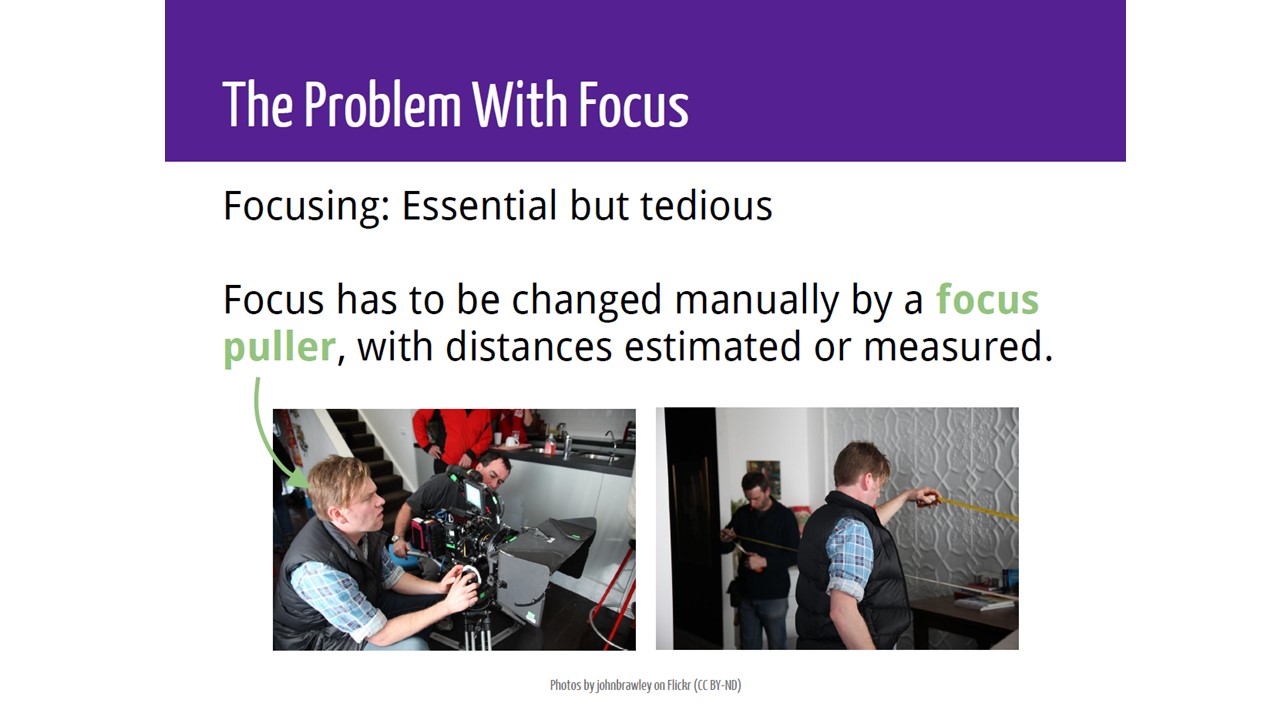 The Problem With Focus
Focusing: Essential but tedious
Focus has to be changed manually by a focus
puller, with distances estimated or measured.
Photos by johnbrawley on Flickr (CC BY-ND)